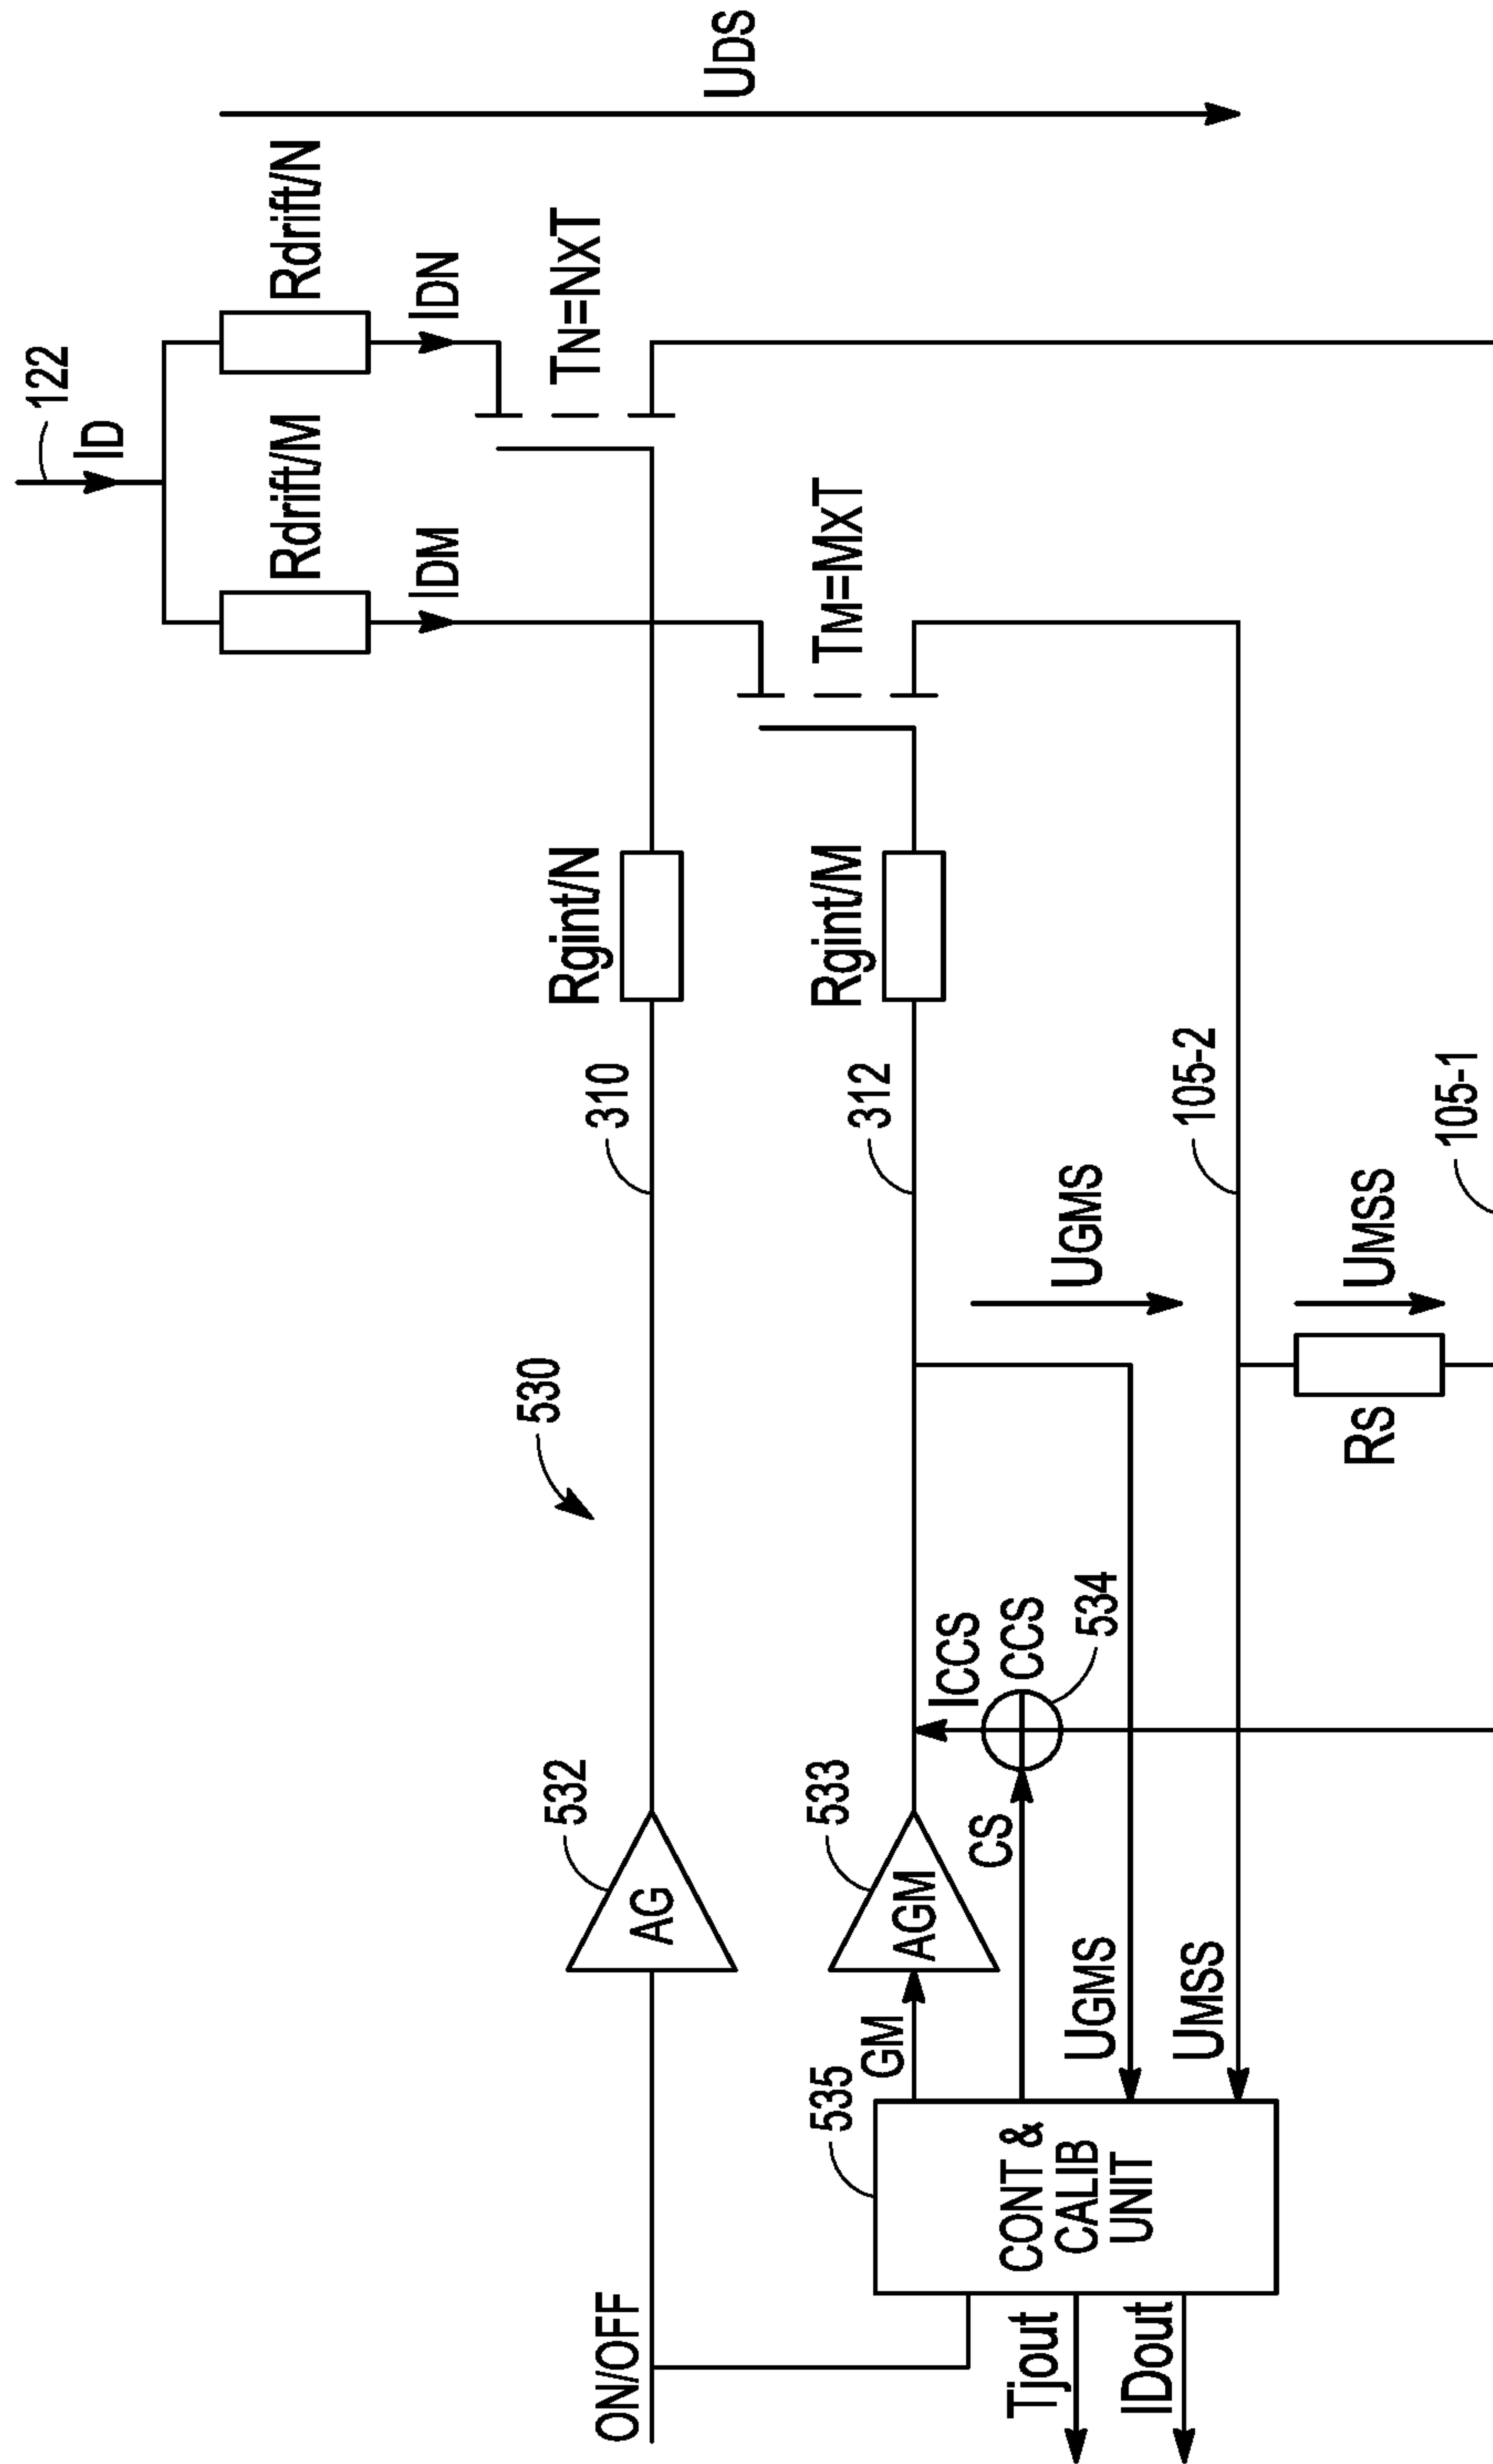 122
ID
Rdrift/M
Rdrift/N
IDM
IDN
UDS
TN=NXT
TM=MXT
ON/OFF
532
AG
530
310
Rgint/N
535
GM
533
AGM
312
Rgint/M
ICCS
CCS
534
CS
CONT &
CALIB
UNIT
UGMS
UGMS
UMSS
105-2
Tjout
IDout
RS
UMSS
105-1